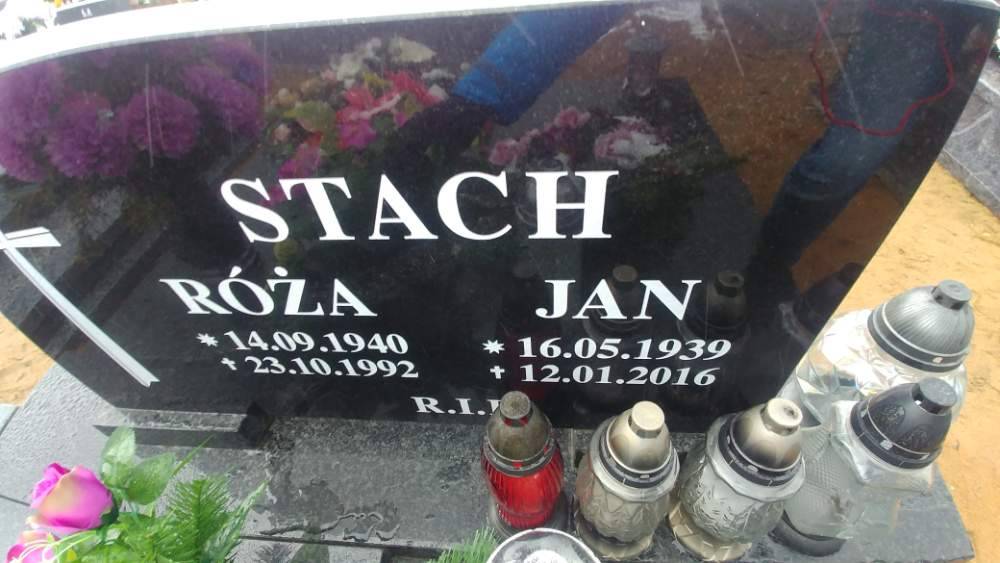 STACH
RÓŻA JAN
* 14.09.1940 * 16.05.1939
✝ 23.10.1992 ✝ 12.01.2016
R.I.